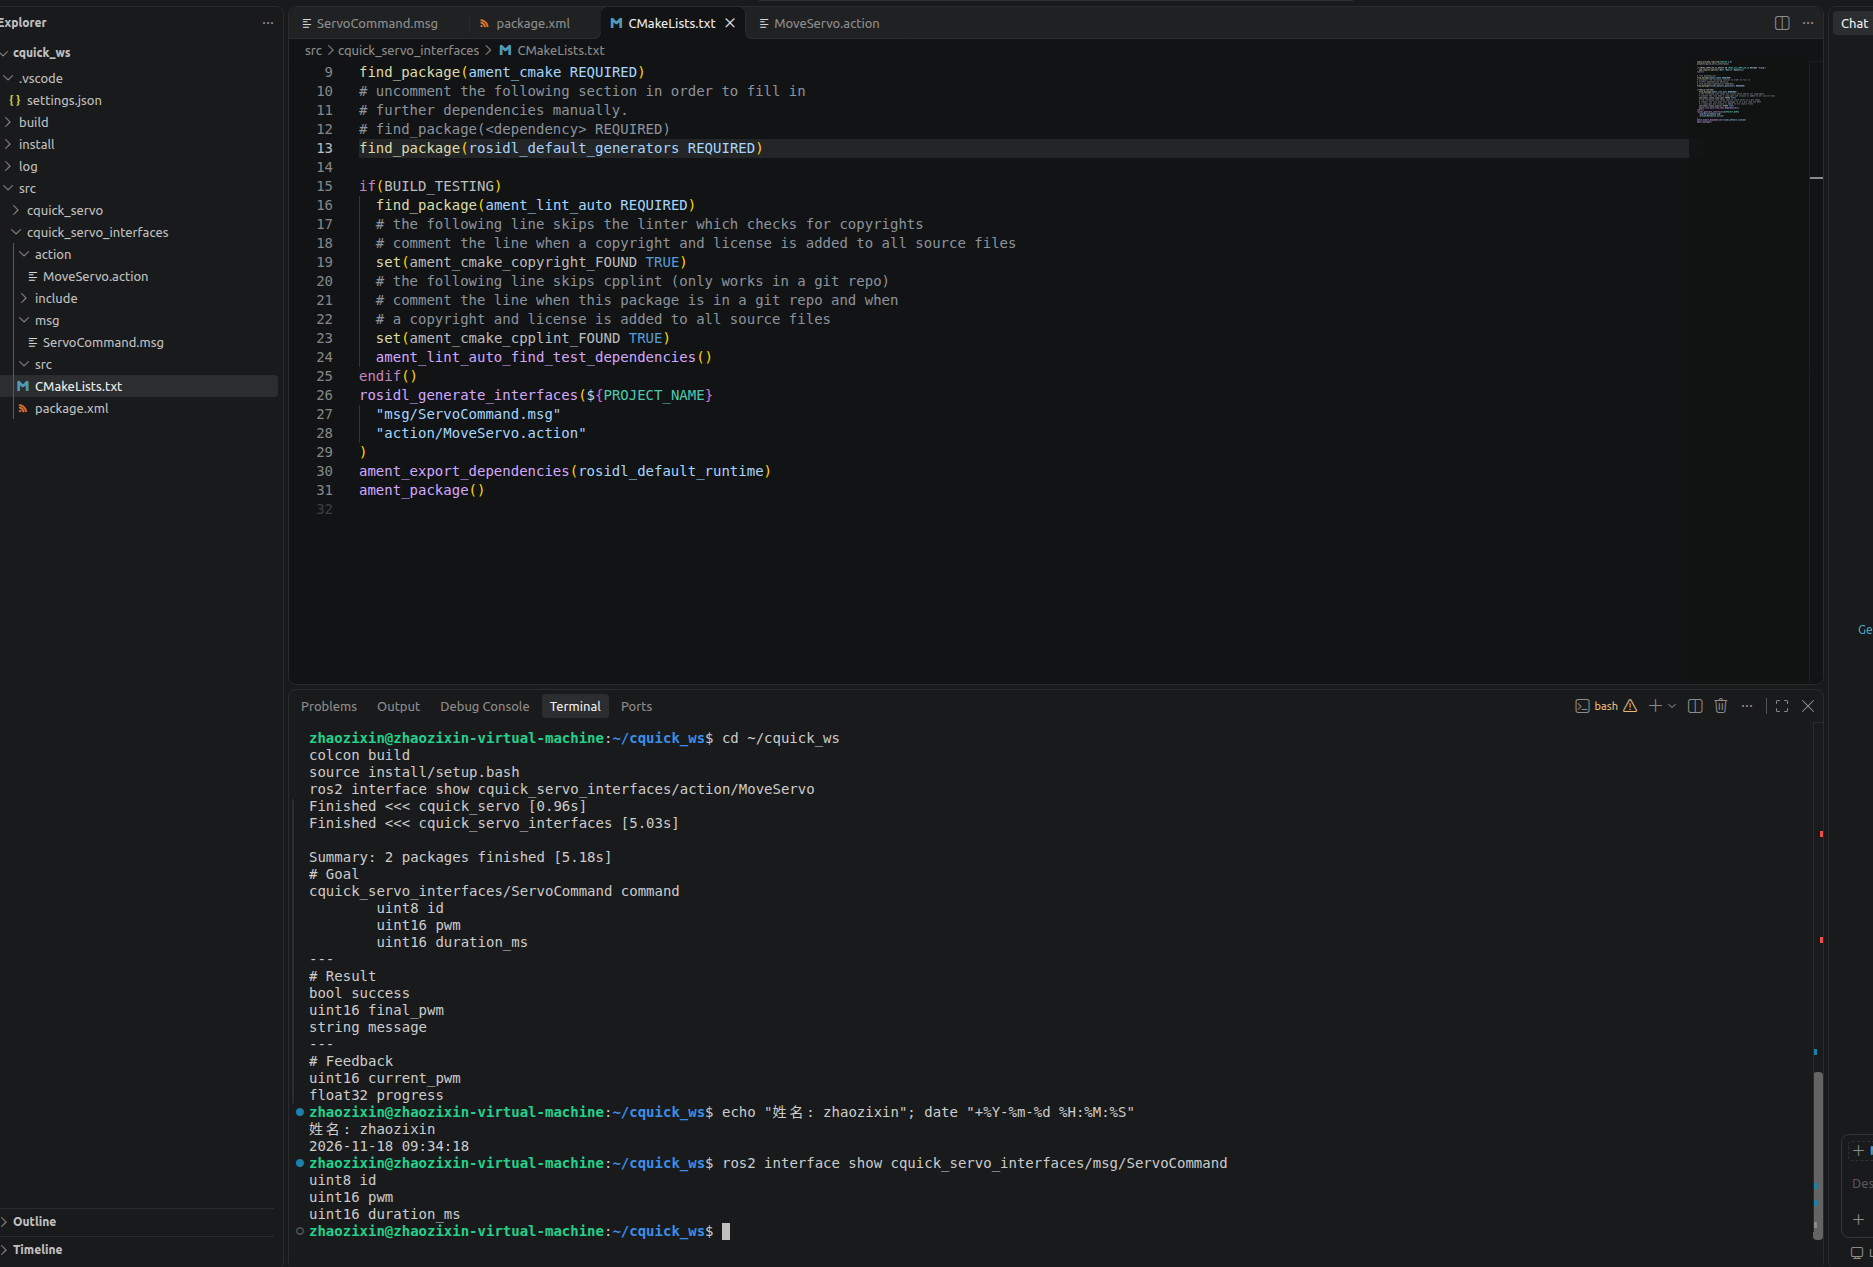 Explorer
cquick_ws
.vscode
{} settings.json
build
install
log
src
cquick_servo
cquick_servo_interfaces
action
MoveServo.action
include
msg
ServoCommand.msg
src
CMakeLists.txt
package.xml
Outline
Timeline
ServoCommand.msg package.xml CMakeLists.txt MoveServo.action
src > cquick_servo_interfaces > CMakeLists.txt
9 find_package(ament_cmake REQUIRED)
10 # uncomment the following section in order to fill in
11 # further dependencies manually.
12 # find_package(<dependency> REQUIRED)
13 find_package(rosidl_default_generators REQUIRED)
14
15 if(BUILD_TESTING)
16 find_package(ament_lint_auto REQUIRED)
17 # the following line skips the linter which checks for copyrights
18 # comment the line when a copyright and license is added to all source files
19 set(ament_cmake_copyright_FOUND TRUE)
20 # the following line skips cpplint (only works in a git repo)
21 # comment the line when this package is in a git repo and when
22 # a copyright and license is added to all source files
23 set(ament_cmake_cpplint_FOUND TRUE)
24 ament_lint_auto_find_test_dependencies()
25 endif()
26 rosidl_generate_interfaces(${PROJECT_NAME}
27 "msg/ServoCommand.msg"
28 "action/MoveServo.action"
29 )
30 ament_export_dependencies(rosidl_default_runtime)
31 ament_package()
32
Problems Output Debug Console Terminal Ports
bash
zhaozixin@zhaozixin-virtual-machine:~/cquick_ws$ cd ~/cquick_ws
colcon build
source install/setup.bash
ros2 interface show cquick_servo_interfaces/action/MoveServo
Finished <<< cquick_servo [0.96s]
Finished <<< cquick_servo_interfaces [5.03s]
Summary: 2 packages finished [5.18s]
# Goal
cquick_servo_interfaces/ServoCommand command
uint8 id
uint16 pwm
uint16 duration_ms
---
# Result
bool success
uint16 final_pwm
string message
---
# Feedback
uint16 current_pwm
float32 progress
zhaozixin@zhaozixin-virtual-machine:~/cquick_ws$ echo "姓名: zhaozixin"; date "+%Y-%m-%d %H:%M:%S"
姓名: zhaozixin
2026-11-18 09:34:18
zhaozixin@zhaozixin-virtual-machine:~/cquick_ws$ ros2 interface show cquick_servo_interfaces/msg/ServoCommand
uint8 id
uint16 pwm
uint16 duration_ms
zhaozixin@zhaozixin-virtual-machine:~/cquick_ws$
Chat
Ge
Des